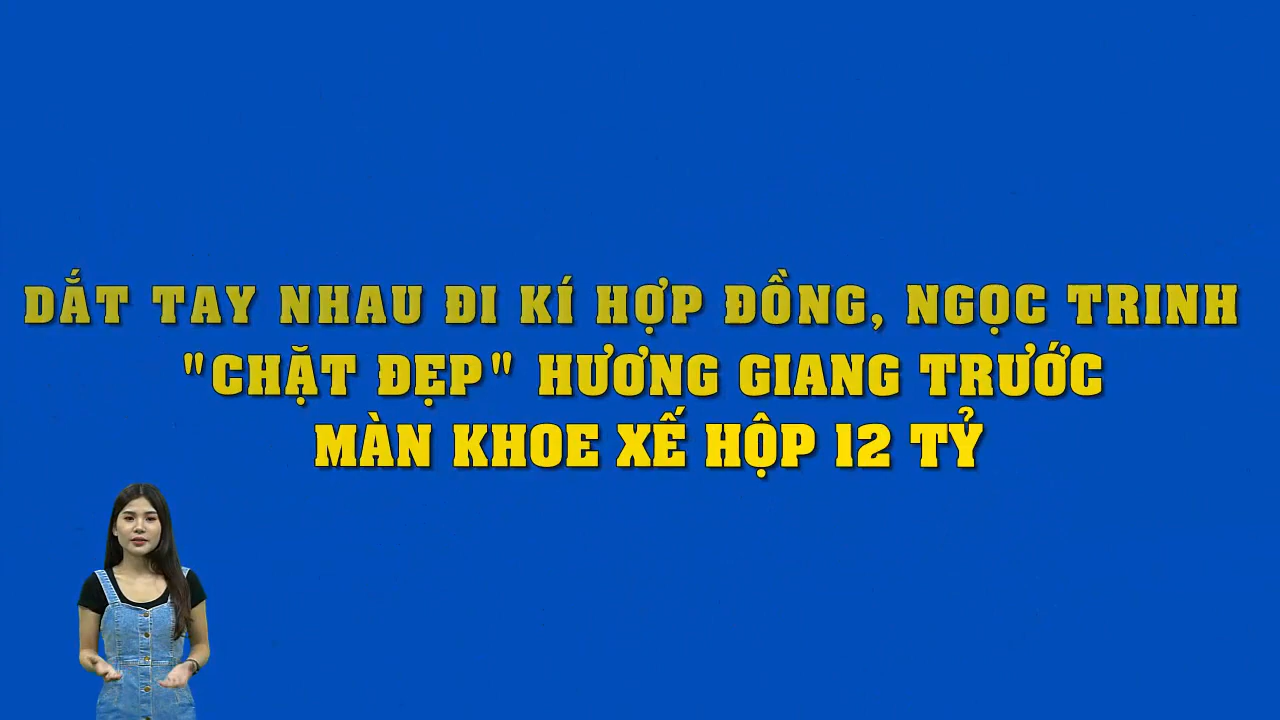 DẮT TAY NHAU ĐI KÍ HỢP ĐỒNG, NGỌC TRINH
"CHẶT ĐẸP" HƯƠNG GIANG TRƯỚC
MÀN KHOE XẾ HỘP 12 TỶ